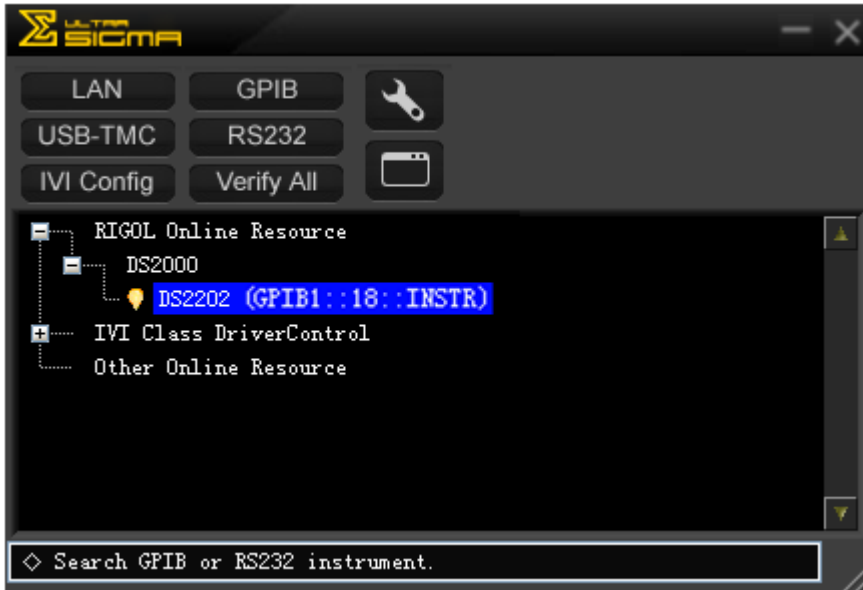 ULTRA
SIGMA
LAN GPIB
USB-TMC RS232
IVI Config Verify All
RIGOL Online Resource
DS2000
DS2202 (GPIB1::18::INSTR)
IVI Class DriverControl
Other Online Resource
◇ Search GPIB or RS232 instrument.